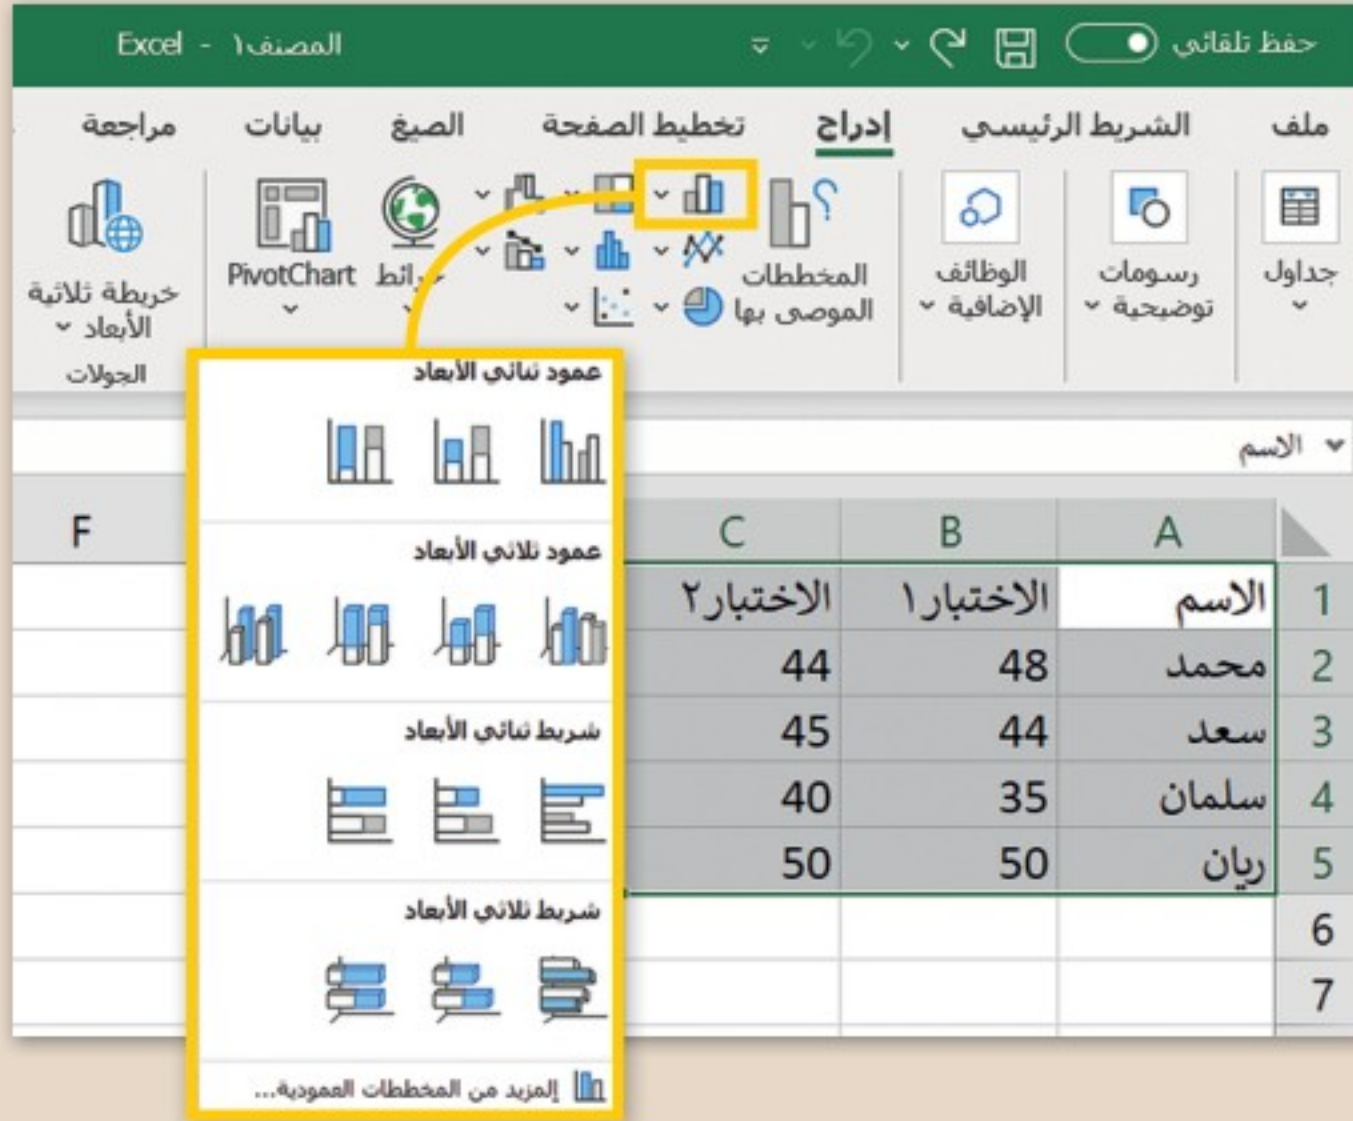 حفظ تلقائي
المصنف١ - Excel
ملف الشريط الرئيسي إدراج تخطيط الصفحة الصيغ بيانات مراجعة
جداول
رسومات
توضيحية
الوظائف
الإضافية
المخططات
الموصى بها
خرائط
PivotChart
خريطة ثلاثية
الأبعاد
الجولات
الاسم
A B C F
1 الاسم الاختبار١ الاختبار٢
2 محمد 48 44
3 سعد 44 45
4 سلمان 35 40
5 ريان 50 50
6
7
عمود ثنائي الأبعاد
عمود ثلاثي الأبعاد
شريط ثنائي الأبعاد
شريط ثلاثي الأبعاد
المزيد من المخططات العمودية...